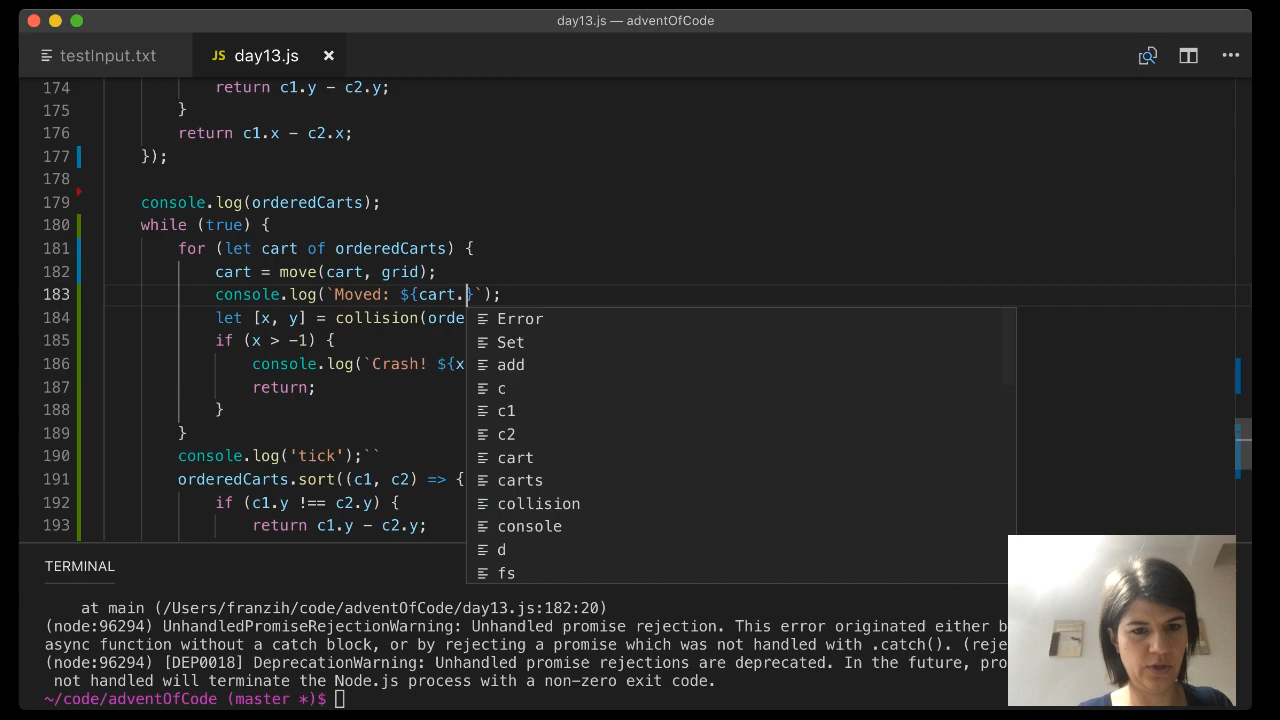 day13.js — adventOfCode
testInput.txt
JS day13.js ×
174 return c1.y - c2.y;
175 }
176 return c1.x - c2.x;
177 });
178
179 console.log(orderedCarts);
180 while (true) {
181 for (let cart of orderedCarts) {
182 cart = move(cart, grid);
183 console.log(`Moved: ${cart.}`);
184 let [x, y] = collision(orde
185 if (x > -1) {
186 console.log(`Crash! ${x
187 return;
188 }
189 }
190 console.log('tick');``
191 orderedCarts.sort((c1, c2) => {
192 if (c1.y !== c2.y) {
193 return c1.y - c2.y;
Error
Set
add
c
c1
c2
cart
carts
collision
console
d
fs
TERMINAL
at main (/Users/franzih/code/adventOfCode/day13.js:182:20)
(node:96294) UnhandledPromiseRejectionWarning: Unhandled promise rejection. This error originated either b
async function without a catch block, or by rejecting a promise which was not handled with .catch(). (reje
(node:96294) [DEP0018] DeprecationWarning: Unhandled promise rejections are deprecated. In the future, pro
not handled will terminate the Node.js process with a non-zero exit code.
~/code/adventOfCode (master *)$